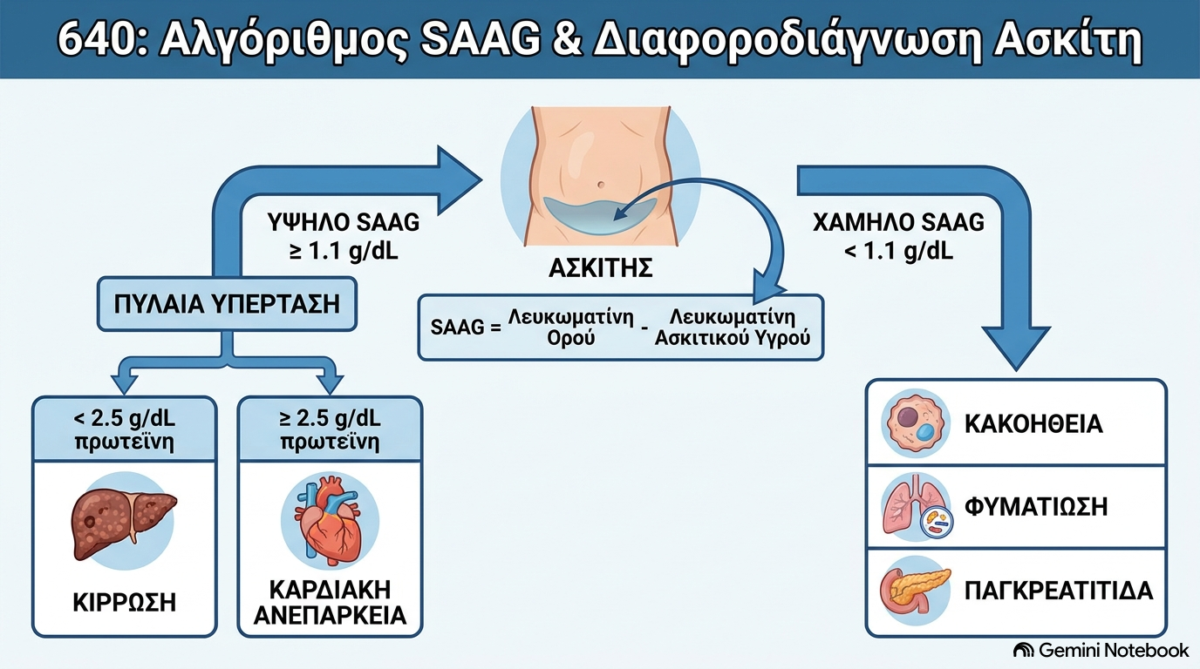 640: Αλγόριθμος SAAG & Διαφοροδιάγνωση Ασκίτη
ΥΨΗΛΟ SAAG
≥ 1.1 g/dL
ΑΣΚΙΤΗΣ
ΧΑΜΗΛΟ SAAG
< 1.1 g/dL
ΠΥΛΑΙΑ ΥΠΕΡΤΑΣΗ
SAAG = Λευκωματίνη Ορού - Λευκωματίνη Ασκιτικού Υγρού
< 2.5 g/dL
πρωτεΐνη
ΚΙΡΡΩΣΗ
≥ 2.5 g/dL
πρωτεϊνη
ΚΑΡΔΙΑΚΗ
ΑΝΕΠΑΡΚΕΙΑ
ΚΑΚΟΗΘΕΙΑ
ΦΥΜΑΤΙΩΣΗ
ΠΑΓΚΡΕΑΤΙΤΙΔΑ
Gemini Notebook